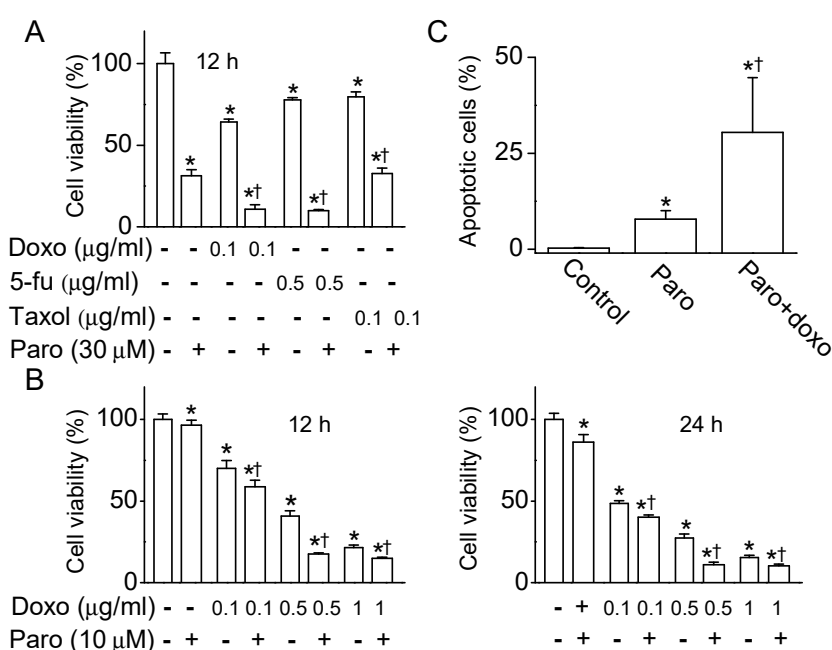 A
Cell viability (%)
100
50
0
12 h
*
*
*
*†
*
*†
*
*†
Doxo (µg/ml) - - 0.1 0.1 - - - -
5-fu (µg/ml) - - - - 0.5 0.5 - -
Taxol (µg/ml) - - - - - - 0.1 0.1
Paro (30 µM) - + - + - + - +
C
Apoptotic cells (%)
50
25
0
*
*†
Control
Paro
Paro+doxo
B
Cell viability (%)
100
50
0
12 h
*
*
*†
*
*†
*
*†
Doxo (µg/ml) - - 0.1 0.1 0.5 0.5 1 1
Paro (10 µM) - + - + - + - +
Cell viability (%)
100
50
0
24 h
*
*
*†
*
*†
*
*†
- + 0.1 0.1 0.5 0.5 1 1
- + - + - + - +